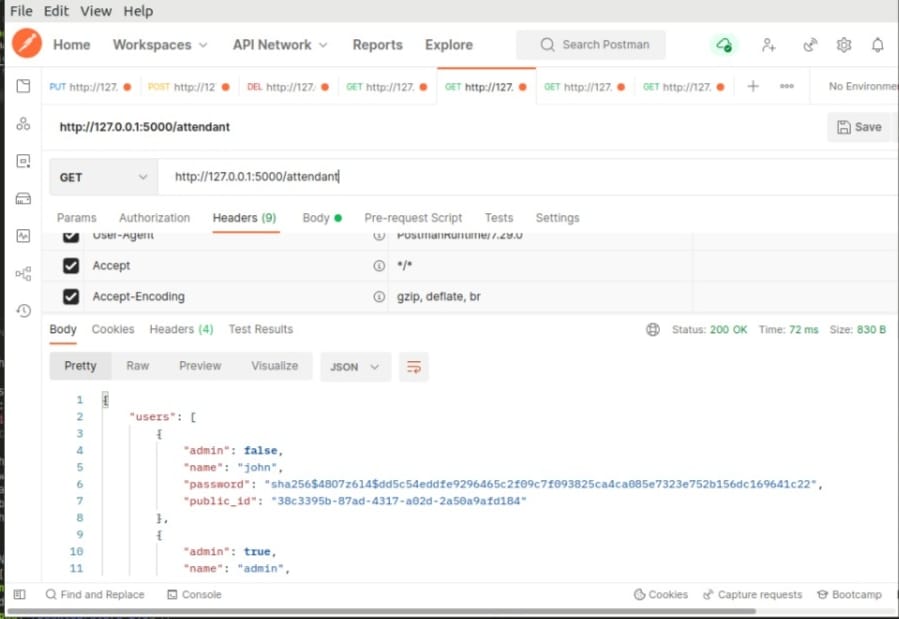 File Edit View Help
Home Workspaces API Network Reports Explore Search Postman
PUT http://127. POST http://12 DEL http://127. GET http://127. GET http://127. GET http://127. GET http://127. No Environme
http://127.0.0.1:5000/attendant Save
GET http://127.0.0.1:5000/attendant
Params Authorization Headers (9) Body Pre-request Script Tests Settings
User-Agent PostmanRuntime/7.29.0
Accept */*
Accept-Encoding gzip, deflate, br
Body Cookies Headers (4) Test Results Status: 200 OK Time: 72 ms Size: 830 B
Pretty Raw Preview Visualize JSON
1 {
2 "users": [
3 {
4 "admin": false,
5 "name": "john",
6 "password": "sha256$4807z6l4$dd5c54eddfe9296465c2f09c7f093825ca4ca085e7323e752b156dc169641c22",
7 "public_id": "38c3395b-87ad-4317-a02d-2a50a9afd184"
8 },
9 {
10 "admin": true,
11 "name": "admin",
Find and Replace Console Cookies Capture requests Bootcamp